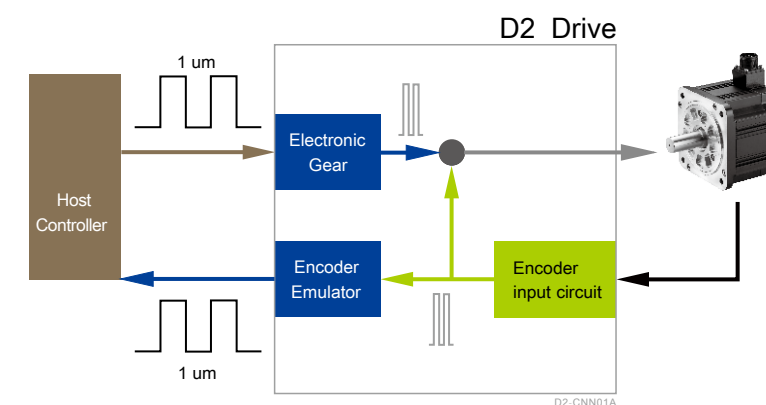 D2 Drive
1 um
Electronic
Gear
Host
Controller
Encoder
Emulator
Encoder
input circuit
1 um
D2-CNN01A